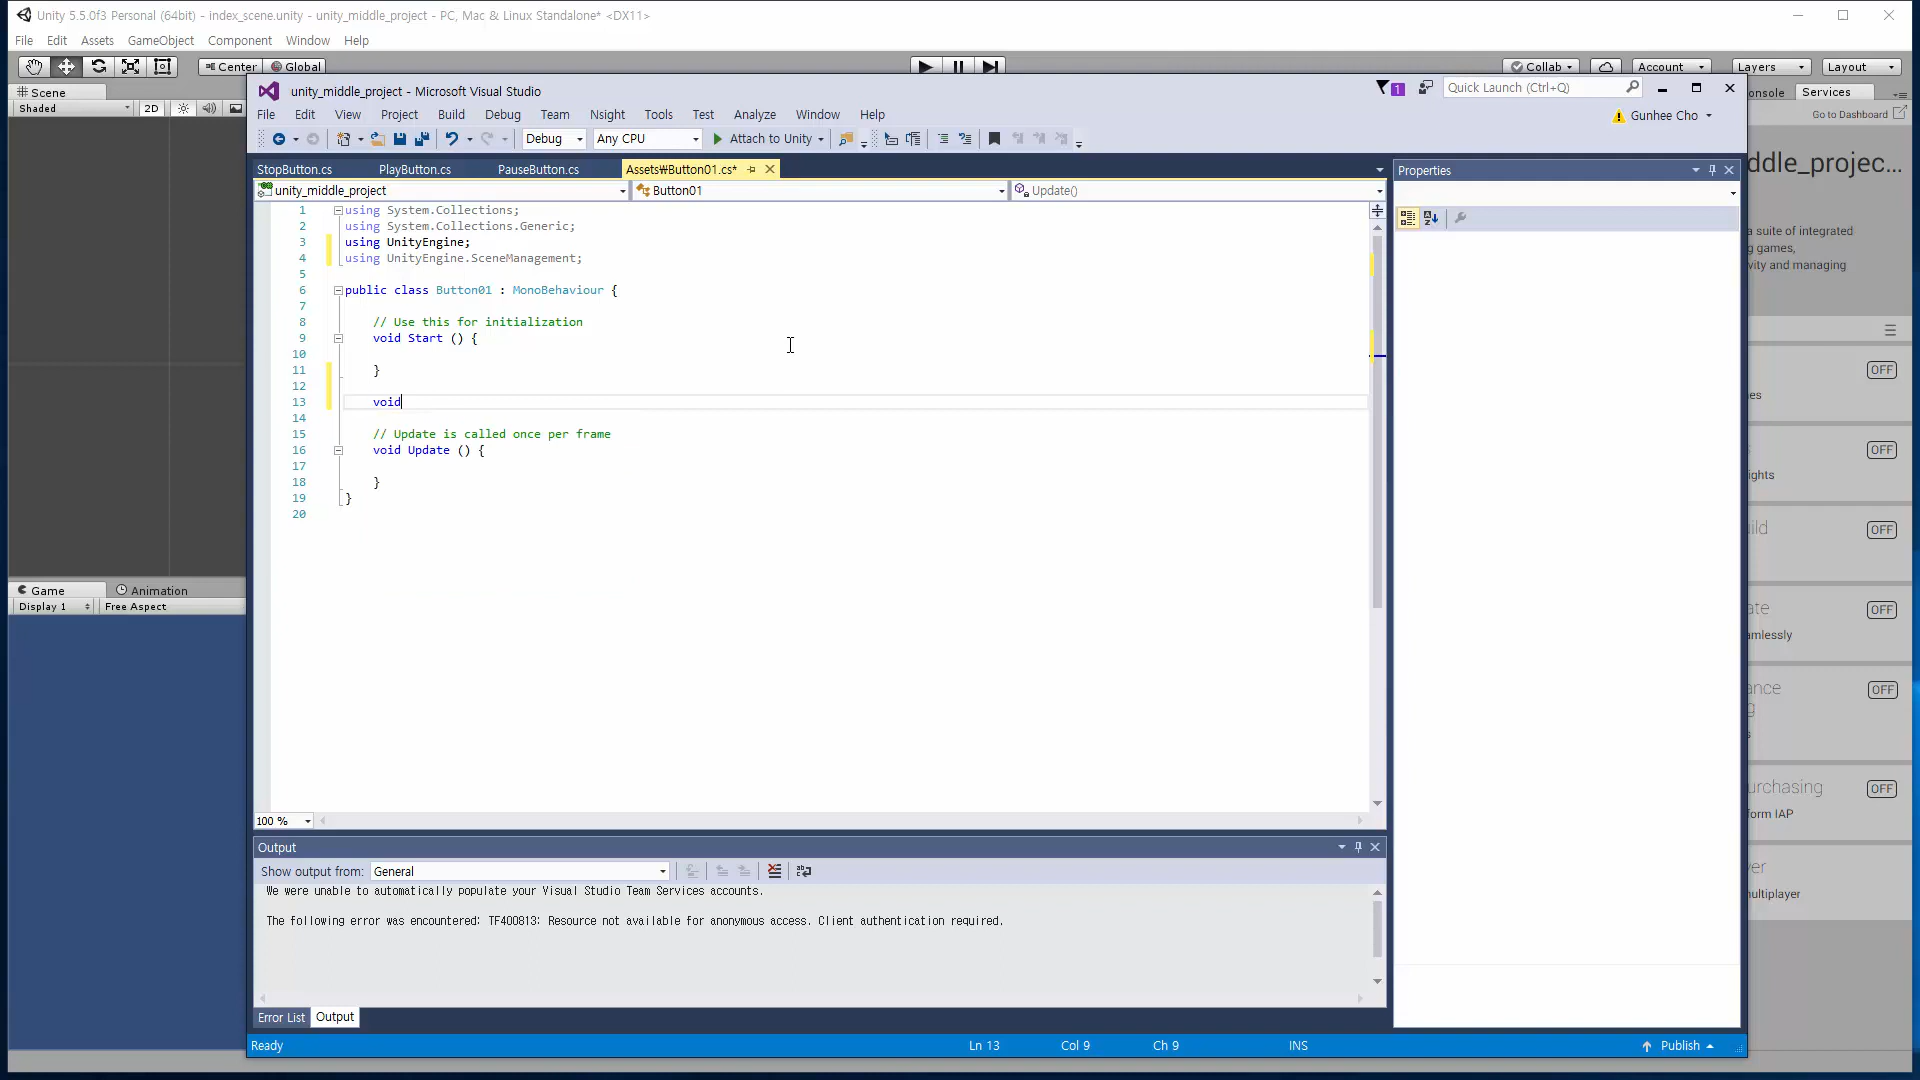 Unity 5.5.0f3 Personal (64bit) - index_scene.unity - unity_middle_project - PC, Mac & Linux Standalone* <DX11>
File Edit Assets GameObject Component Window Help
Center Global Collab Account Layers Layout
Scene
Shaded 2D
unity_middle_project - Microsoft Visual Studio
1 Quick Launch (Ctrl+Q)
onsole Services
Go to Dashboard
File Edit View Project Build Debug Team Nsight Tools Test Analyze Window Help
Gunhee Cho
Debug Any CPU Attach to Unity
StopButton.cs PlayButton.cs PauseButton.cs Assets₩Button01.cs*
unity_middle_project Button01 Update()
1 using System.Collections;
2 using System.Collections.Generic;
3 using UnityEngine;
4 using UnityEngine.SceneManagement;
5
6 public class Button01 : MonoBehaviour {
7
8 // Use this for initialization
9 void Start () {
10
11 }
12
13 void
14
15 // Update is called once per frame
16 void Update () {
17
18 }
19 }
20
100 %
Properties
ddle_projec...
a suite of integrated
g games,
ivity and managing
OFF
es
OFF
ights
ild
OFF
ate
OFF
amlessly
ance
OFF
g
s
urchasing
OFF
form IAP
yer
multiplayer
Game Animation
Display 1 Free Aspect
Output
Show output from: General
We were unable to automatically populate your Visual Studio Team Services accounts.
The following error was encountered: TF400813: Resource not available for anonymous access. Client authentication required.
Error List Output
Ready Ln 13 Col 9 Ch 9 INS Publish